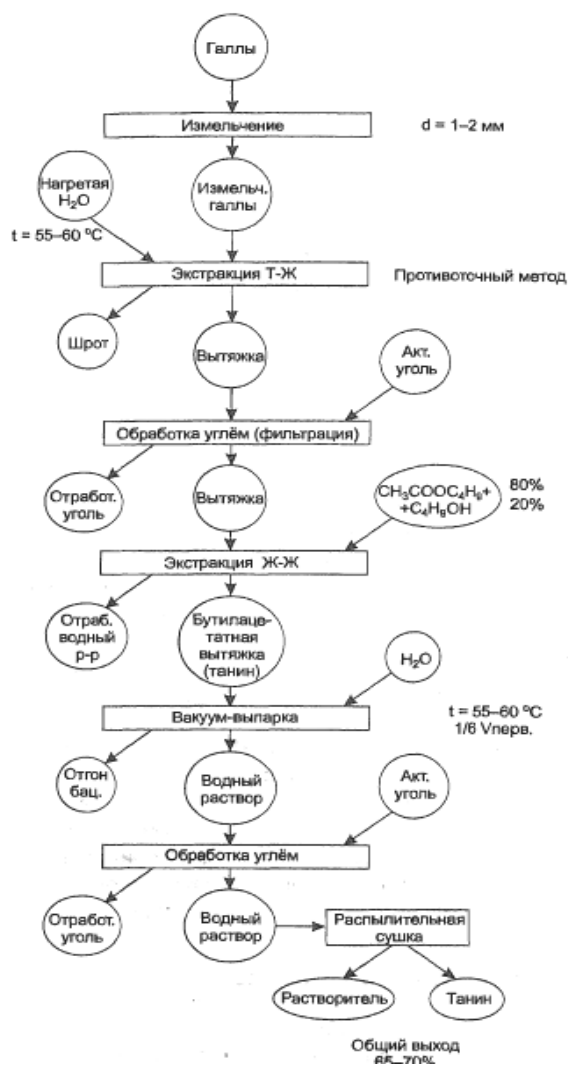 Галлы
Измельчение
d = 1–2 мм
Нагретая
H₂O
t = 55–60 ºC
Измельч.
галлы
Экстракция Т-Ж
Противоточный метод
Шрот
Вытяжка
Акт.
уголь
Обработка углём (фильтрация)
Отработ.
уголь
Вытяжка
CH₃COOC₄H₉+
+C₄H₉OH
80%
20%
Экстракция Ж-Ж
Отраб.
водный
р-р
Бутилаце-
татная
вытяжка
(танин)
H₂O
Вакуум-выпарка
t = 55–60 ºC
1/6 Vперв.
Отгон
бац.
Водный
раствор
Акт.
уголь
Обработка углём
Отработ.
уголь
Водный
раствор
Распылительная
сушка
Растворитель
Танин
Общий выход
65–70%